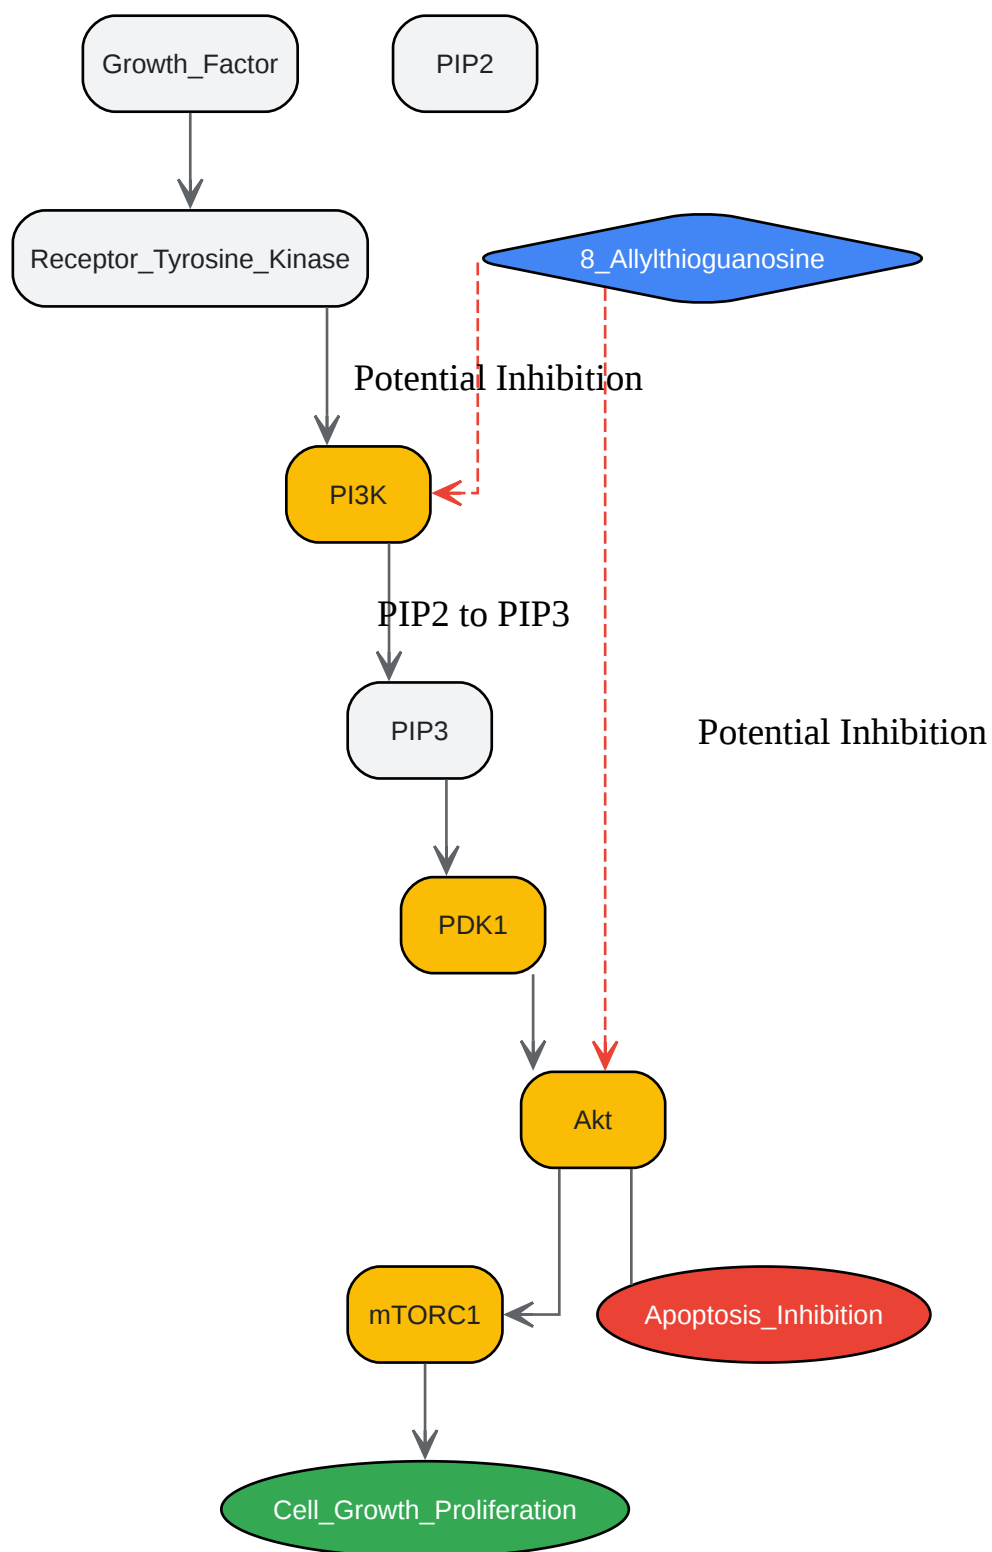 Growth_Factor
PIP2
Receptor_Tyrosine_Kinase
8_Allylthioguanosine
Potential Inhibition
PI3K
PIP2 to PIP3
PIP3
Potential Inhibition
PDK1
Akt
mTORC1
Apoptosis_Inhibition
Cell_Growth_Proliferation